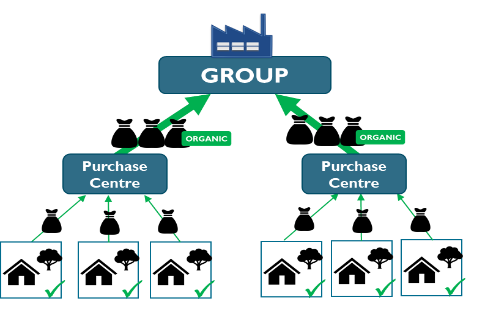 GROUP
ORGANIC
ORGANIC
Purchase
Centre
Purchase
Centre